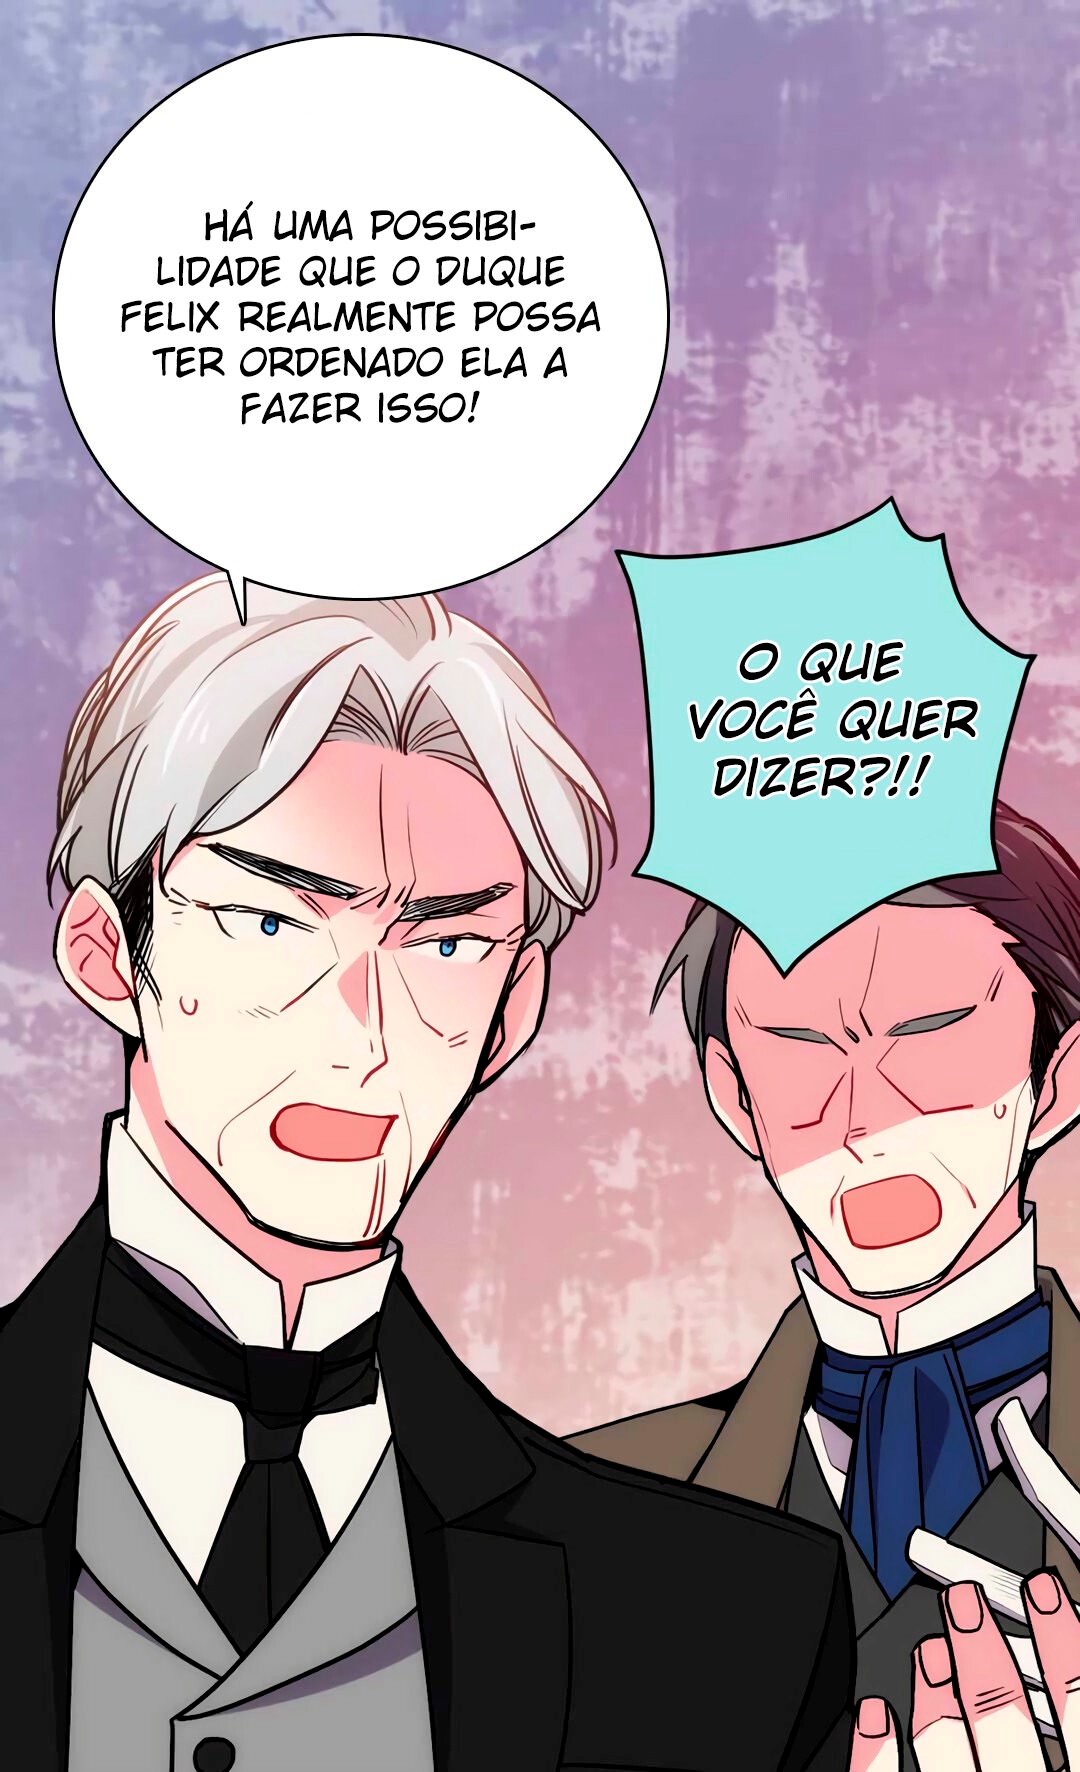 HÁ UMA POSSIBI-
LIDADE QUE O DUQUE
FELIX REALMENTE POSSA
TER ORDENADO ELA A
FAZER ISSO!
O QUE
VOCÊ QUER
DIZER?!!